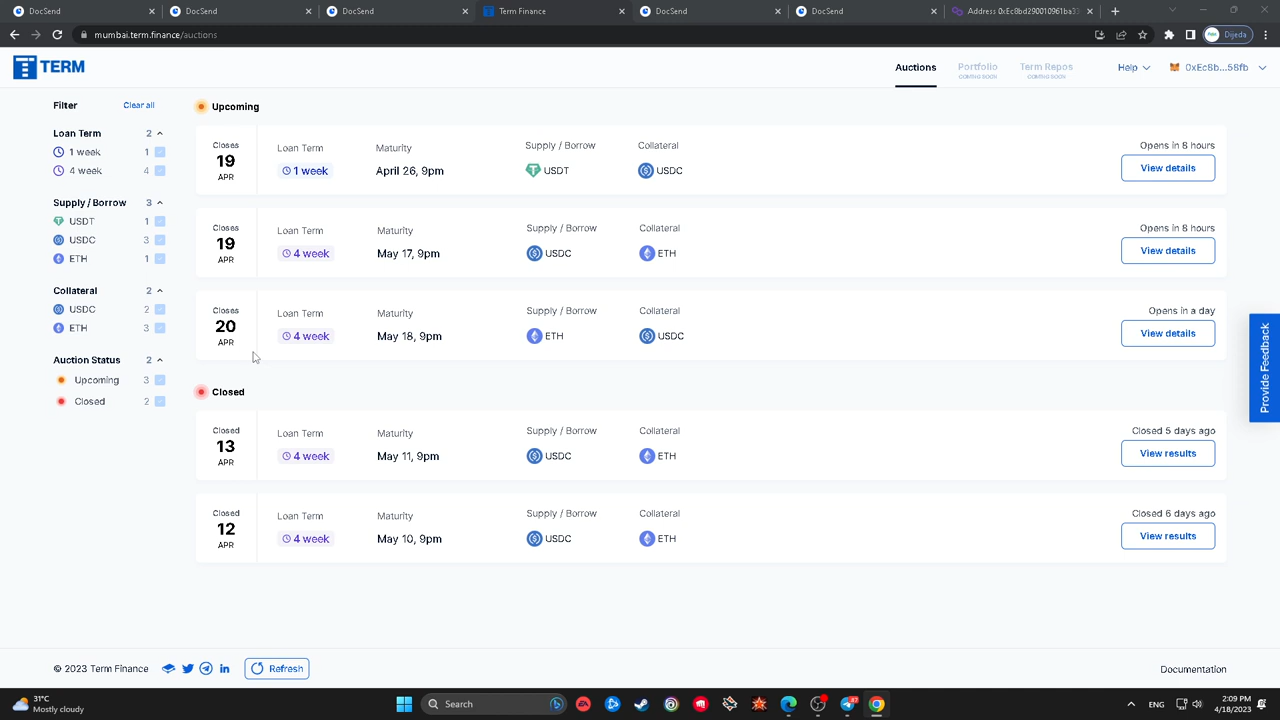 DocSend
DocSend
DocSend
Term Finance
DocSend
DocSend
Address 0xEc8bd290010961ba33
mumbai.term.finance/auctions
Dijeda
TERM
Auctions
Portfolio
COMING SOON
Term Repos
COMING SOON
Help
0xEc8b...58fb
Filter
Clear all
Loan Term 2
1 week 1
4 week 4
Supply / Borrow 3
USDT 1
USDC 3
ETH 1
Collateral 2
USDC 2
ETH 3
Auction Status 2
Upcoming 3
Closed 2
Upcoming
Closes
19
APR
Loan Term
1 week
Maturity
April 26, 9pm
Supply / Borrow
USDT
Collateral
USDC
Opens in 8 hours
View details
Closes
19
APR
Loan Term
4 week
Maturity
May 17, 9pm
Supply / Borrow
USDC
Collateral
ETH
Opens in 8 hours
View details
Closes
20
APR
Loan Term
4 week
Maturity
May 18, 9pm
Supply / Borrow
ETH
Collateral
USDC
Opens in a day
View details
Closed
Closed
13
APR
Loan Term
4 week
Maturity
May 11, 9pm
Supply / Borrow
USDC
Collateral
ETH
Closed 5 days ago
View results
Closed
12
APR
Loan Term
4 week
Maturity
May 10, 9pm
Supply / Borrow
USDC
Collateral
ETH
Closed 6 days ago
View results
Provide Feedback
© 2023 Term Finance
Refresh
Documentation
31°C
Mostly cloudy
Search
ENG
2:09 PM
4/18/2023